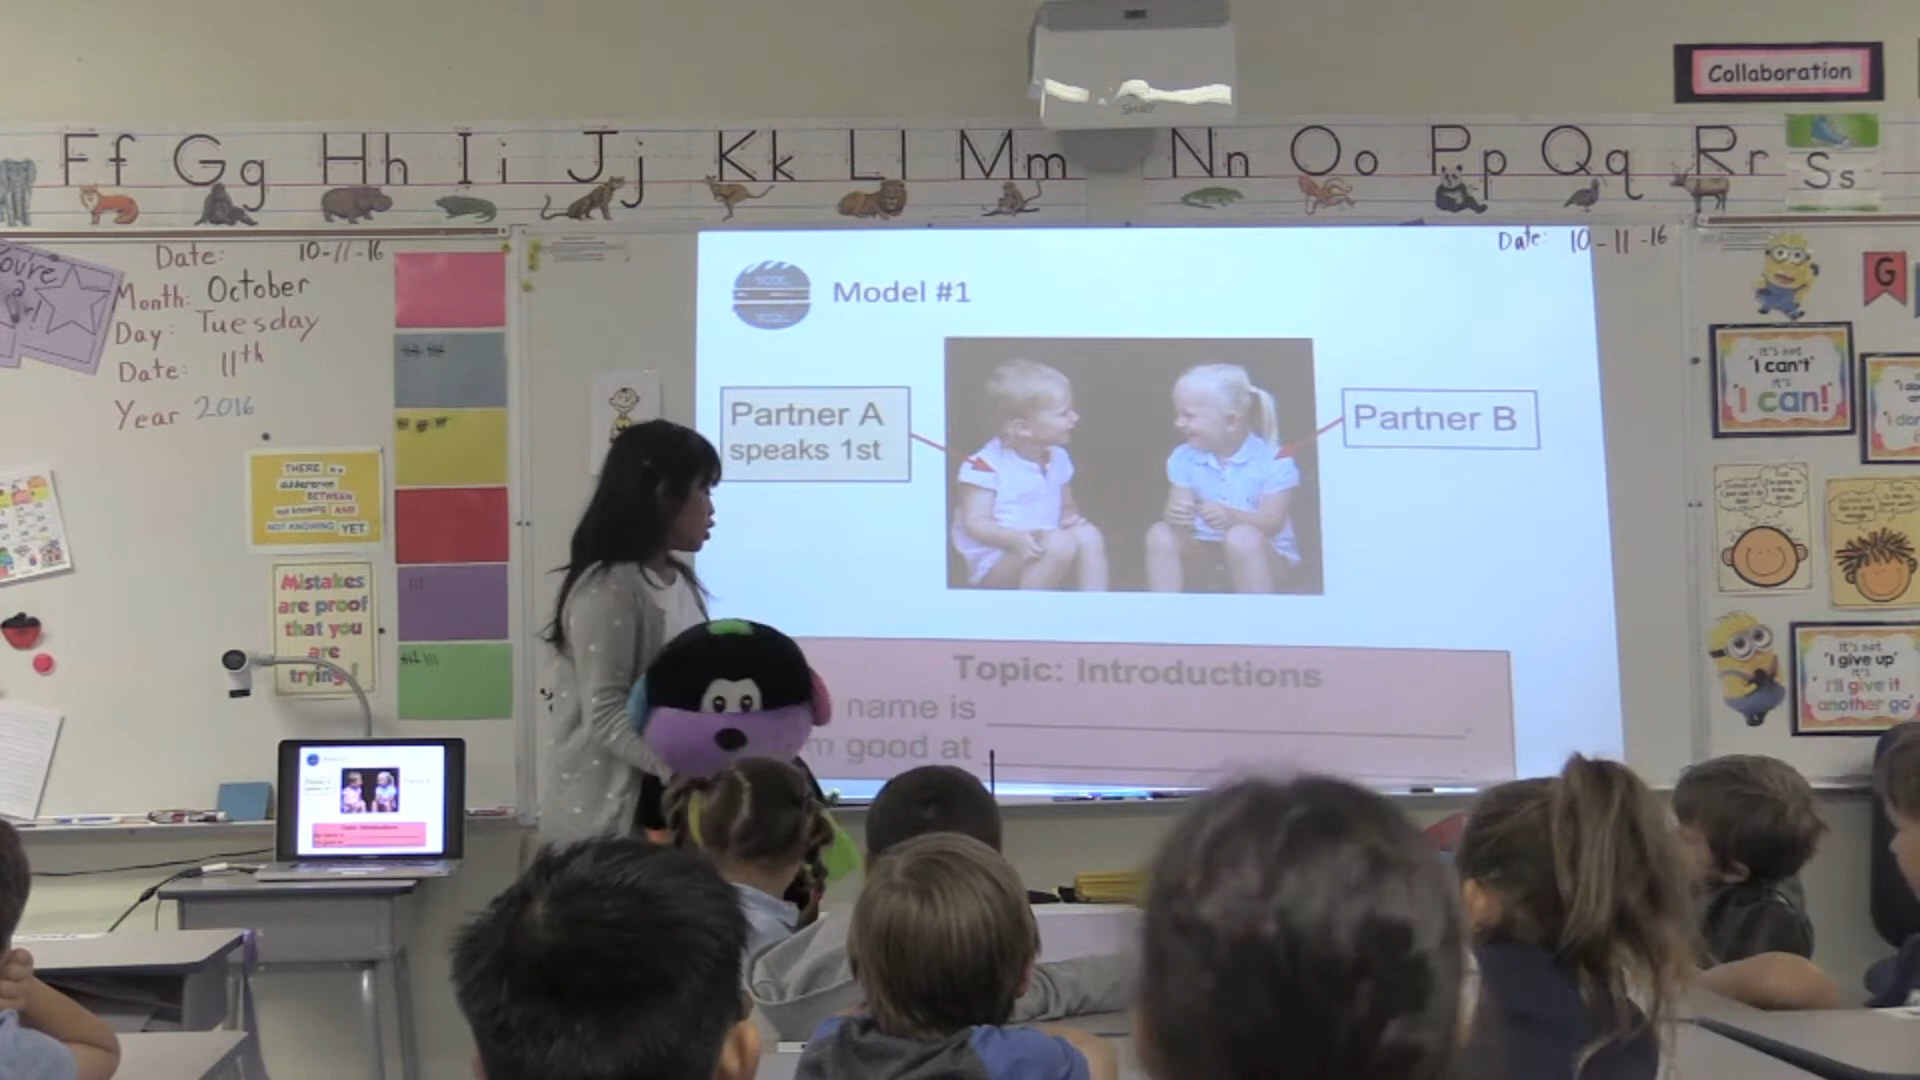 Collaboration
Ff Gg Hh Ii Jj Kk Ll Mm Nn Oo Pp Qq Rr Ss
SMART
You're
Date: 10-11-16
Month: October
Day: Tuesday
Date: 11th
Year 2016
THERE is a
difference
BETWEEN
not knowing AND
NOT KNOWING YET.
Mistakes
are proof
that you
are
trying!
Date: 10-11-16
Model #1
Partner A
speaks 1st
Partner B
Topic: Introductions
name is
good at
G
It's not
"I can't"
it's
"I can!"
It's not
"I give up"
it's
"I'll give it
another go"